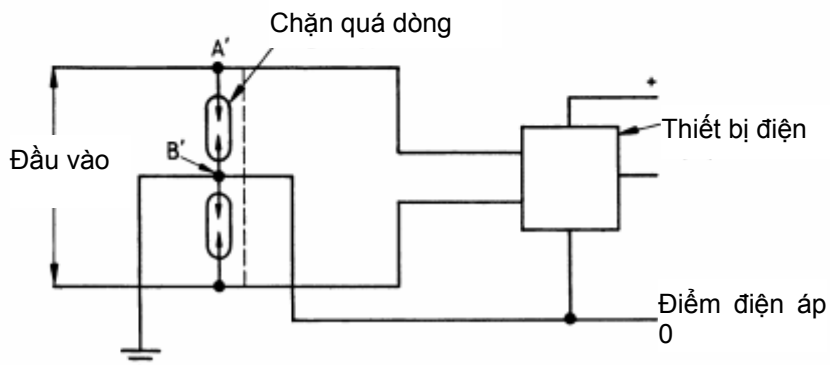 Chặn quá dòng
A'
+
Thiết bị điện
Đầu vào
B'
Điểm điện áp
0